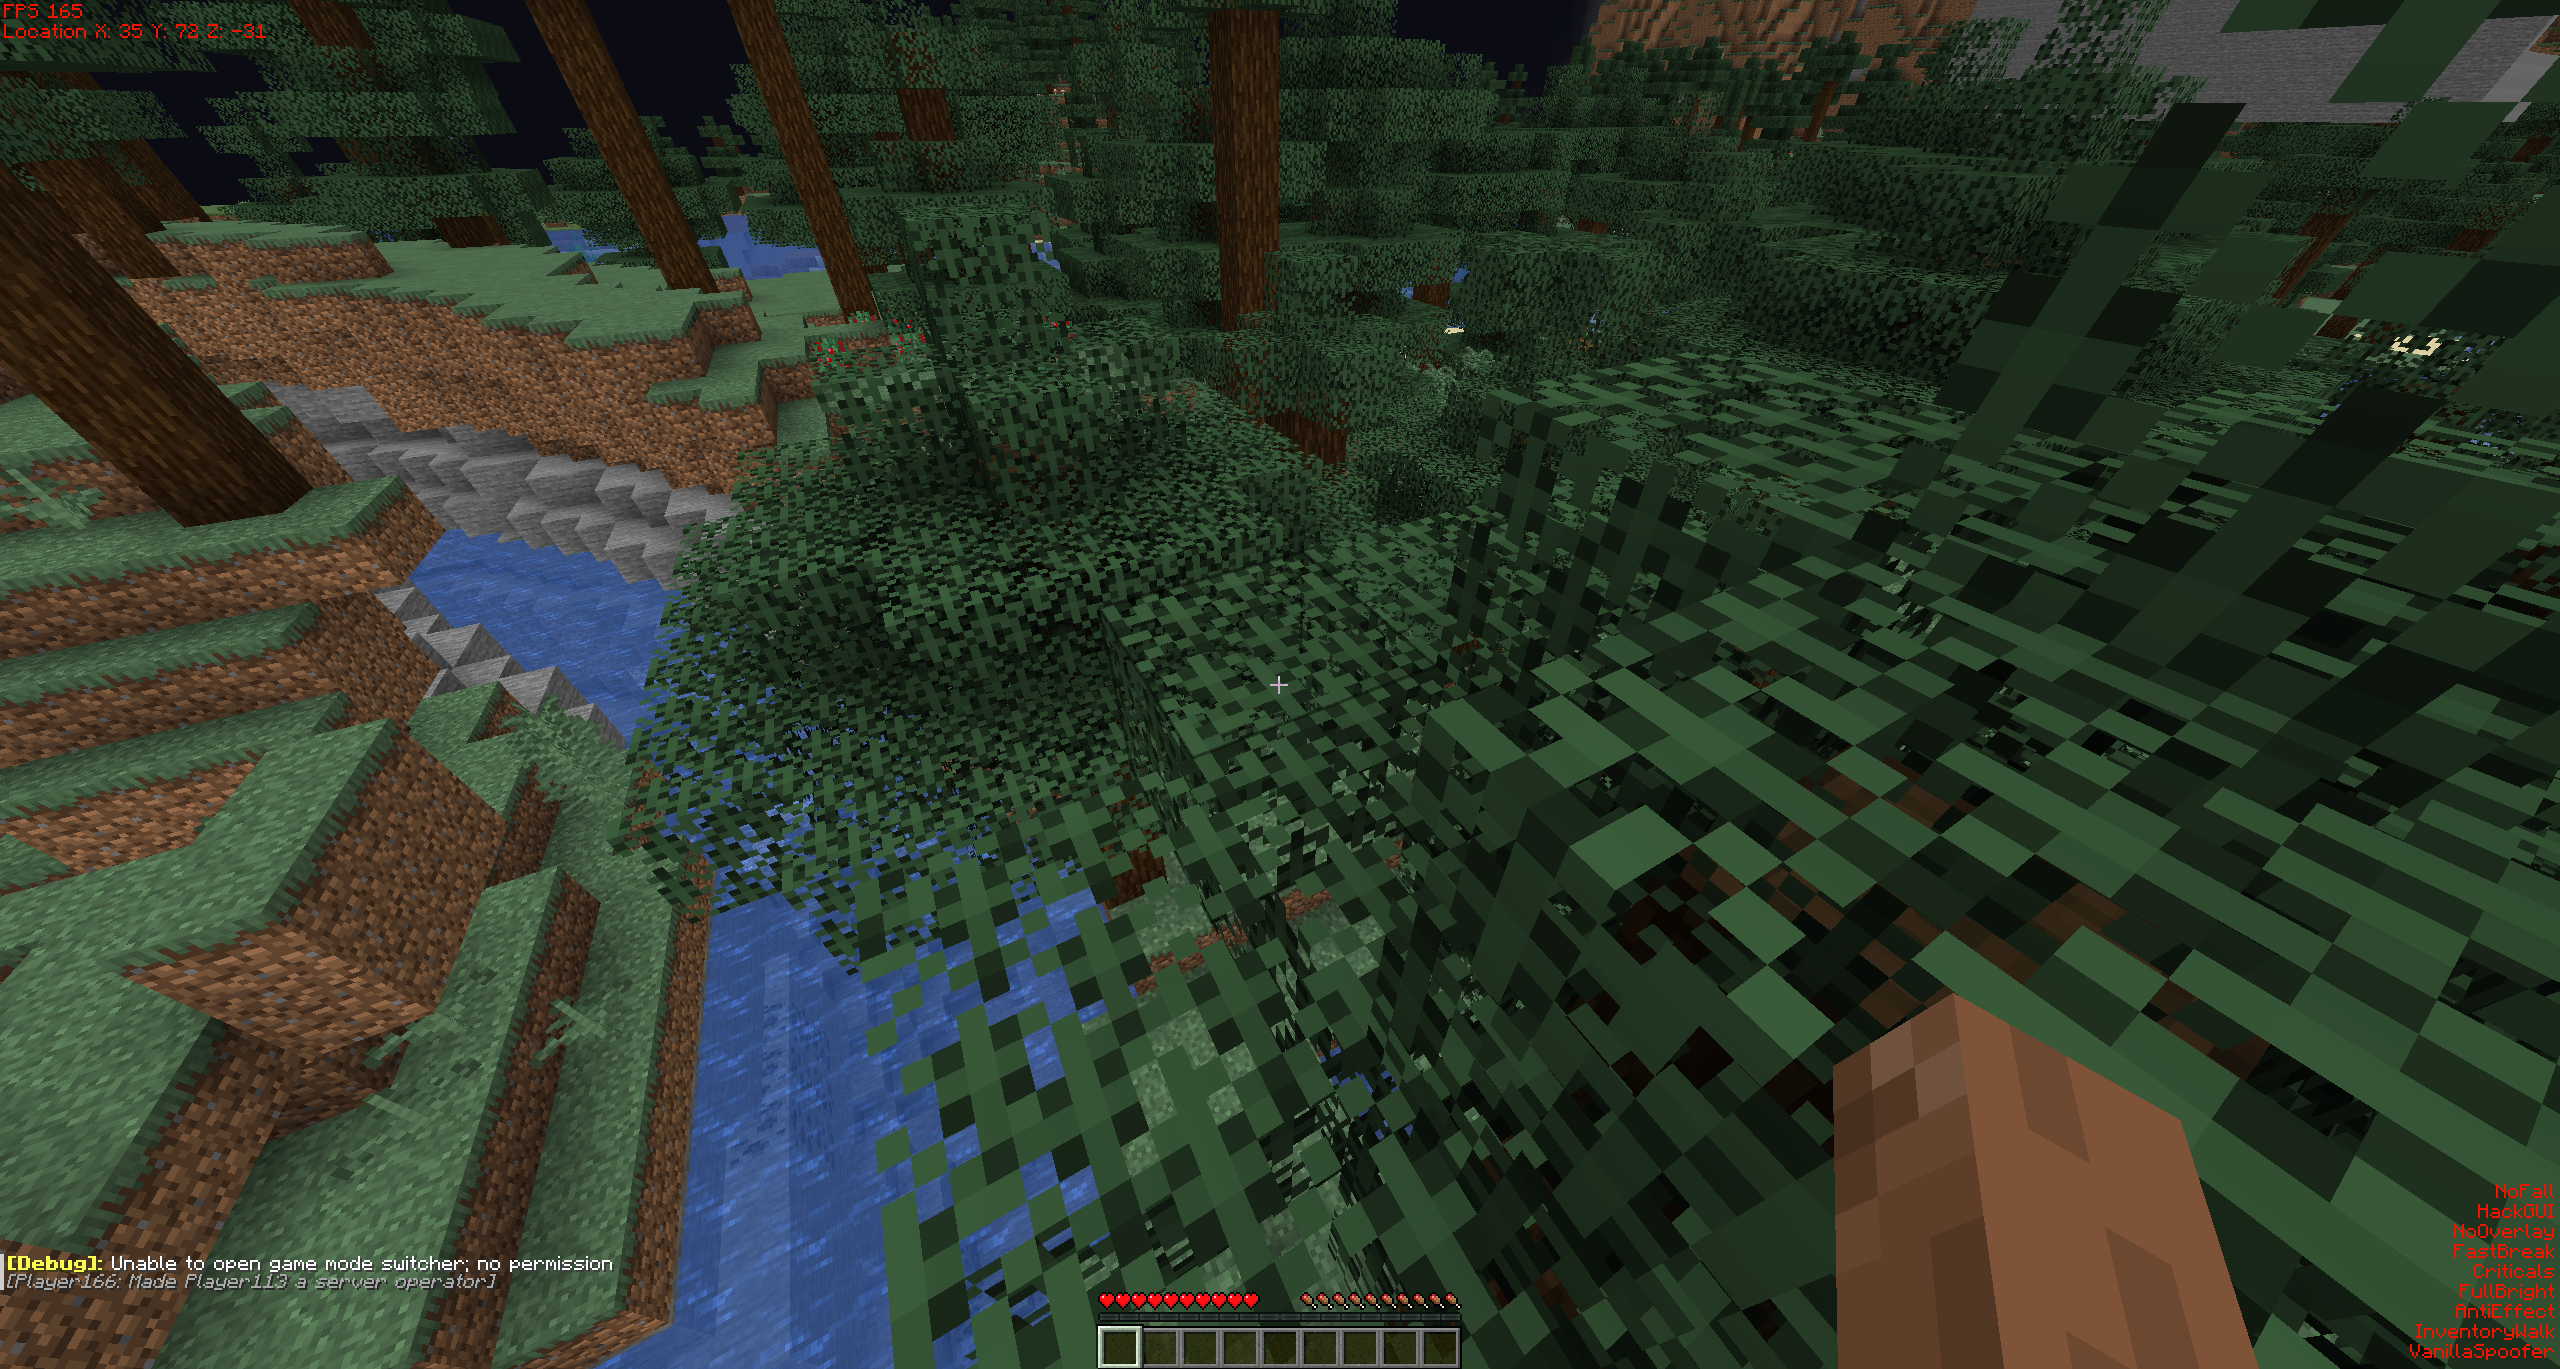 FPS 165
Location X: 35 Y: 72 Z: -31
[Debug]: Unable to open game mode switcher; no permission
[Player166: Made Player113 a server operator]
NoFall
HackGUI
NoOverlay
FastBreak
Criticals
FullBright
AntiEffect
InventoryWalk
VanillaSpoofer